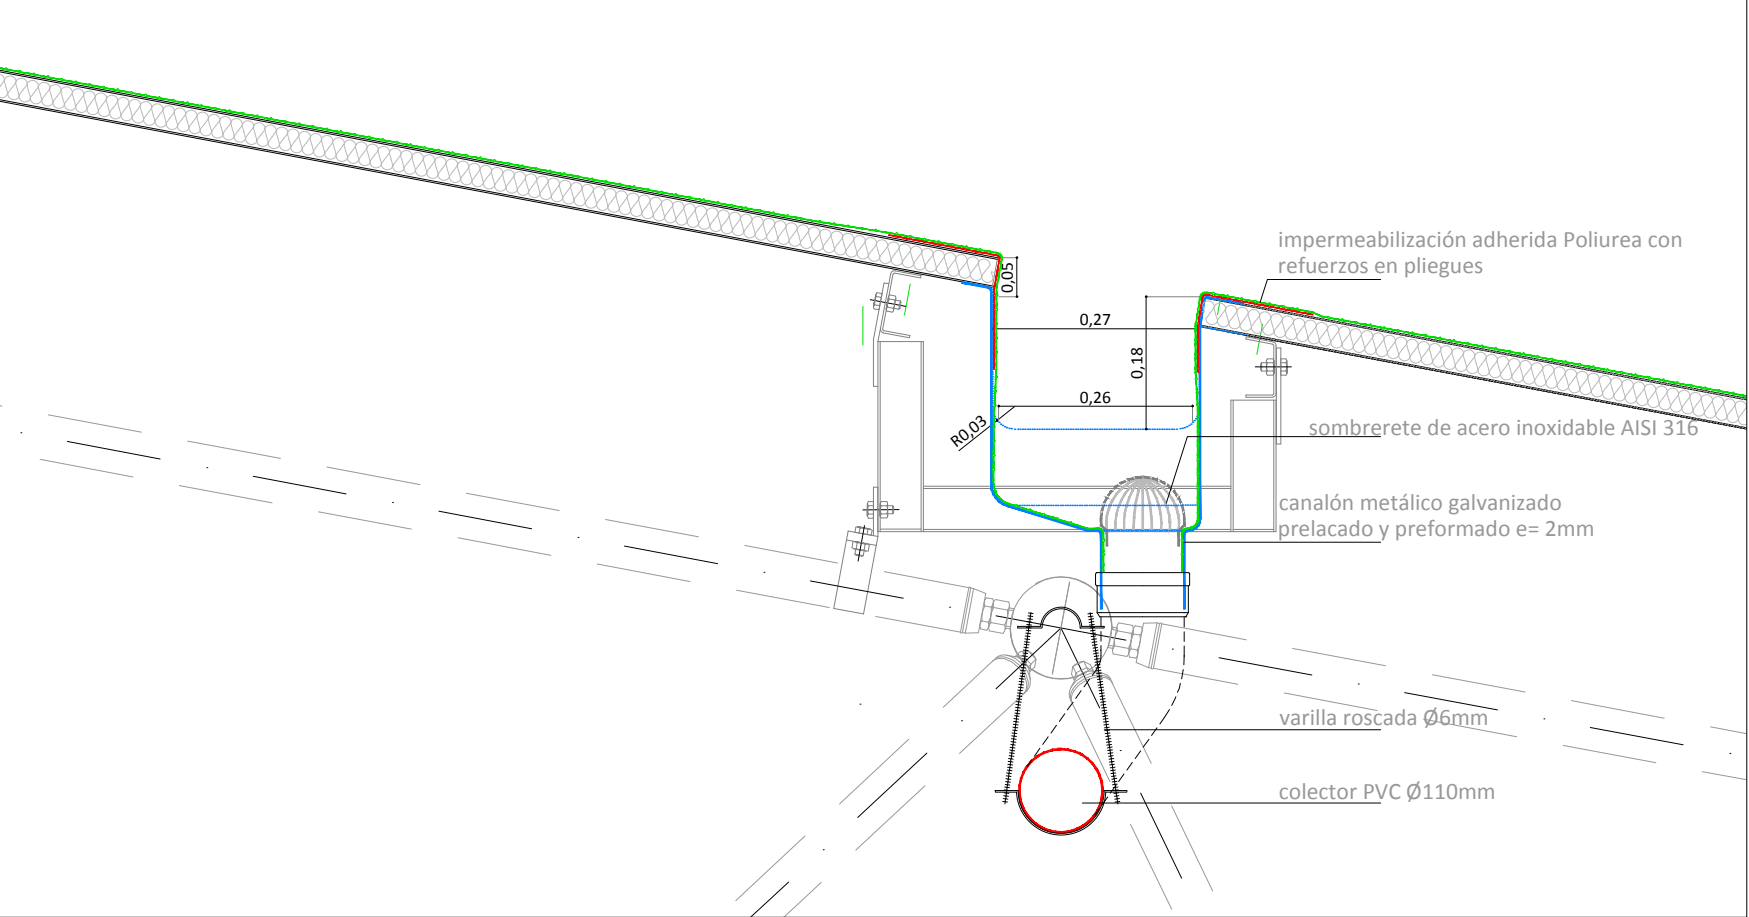 impermeabilización adherida Poliurea con
refuerzos en pliegues
0,05
0,27
0,18
0,26
R0,03
sombrerete de acero inoxidable AISI 316
canalón metálico galvanizado
prelacado y preformado e= 2mm
varilla roscada Ø6mm
colector PVC Ø110mm